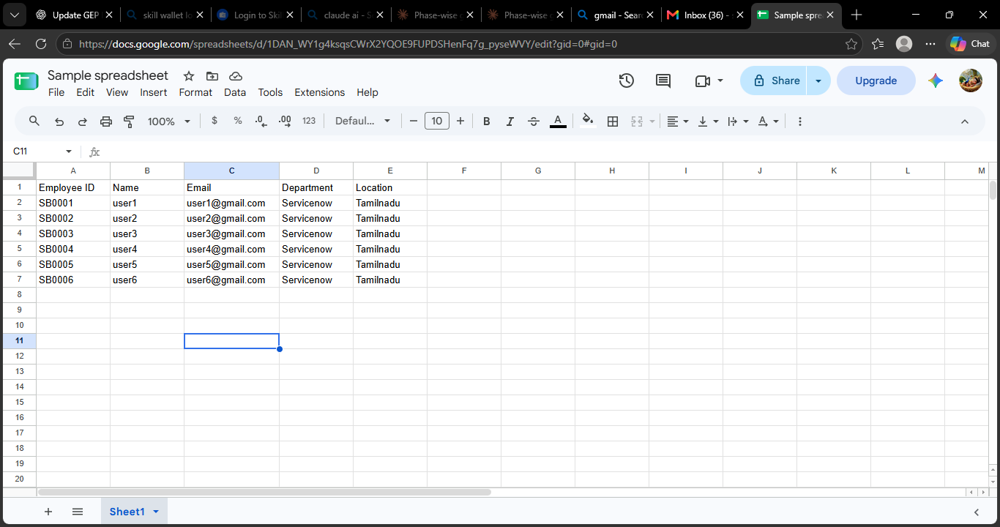 Update GEP
skill wallet lo
Login to Skil
claude ai - S
Phase-wise c
Phase-wise c
gmail - Sear
Inbox (36) -
Sample spre
https://docs.google.com/spreadsheets/d/1DAN_WY1g4ksqsCWrX2YQOE9FUPDSHenFq7g_pyseWVY/edit?gid=0#gid=0
Chat
Sample spreadsheet
File Edit View Insert Format Data Tools Extensions Help
Share
Upgrade
100% $ % .0 .00 123 Defaul... 10 B I S A A
C11 fx
A B C D E F G H I J K L M
1 Employee ID Name Email Department Location
2 SB0001 user1 user1@gmail.com Servicenow Tamilnadu
3 SB0002 user2 user2@gmail.com Servicenow Tamilnadu
4 SB0003 user3 user3@gmail.com Servicenow Tamilnadu
5 SB0004 user4 user4@gmail.com Servicenow Tamilnadu
6 SB0005 user5 user5@gmail.com Servicenow Tamilnadu
7 SB0006 user6 user6@gmail.com Servicenow Tamilnadu
8
9
10
11
12
13
14
15
16
17
18
19
20
Sheet1